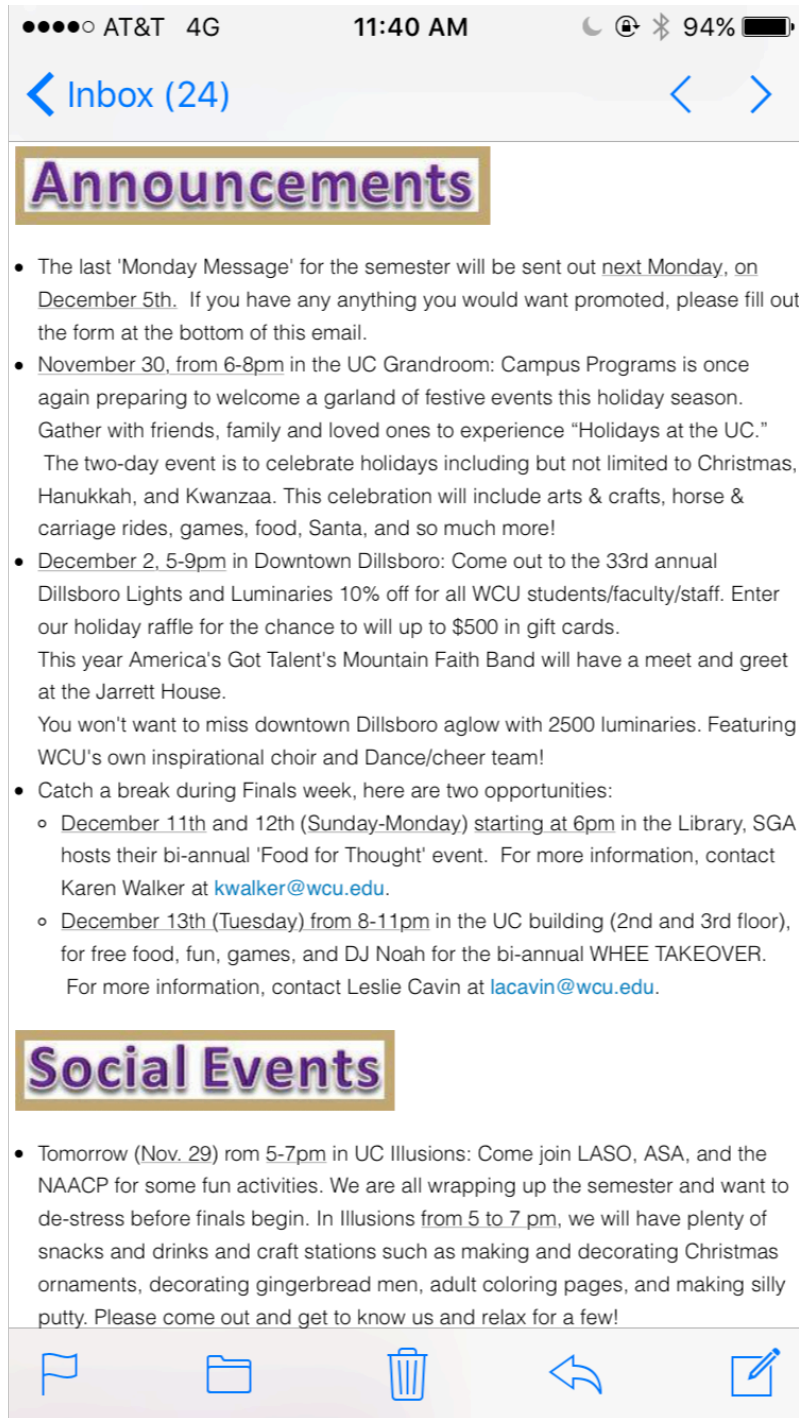 AT&T 4G 11:40 AM 94%
Inbox (24)
Announcements
The last 'Monday Message' for the semester will be sent out next Monday, on
December 5th. If you have any anything you would want promoted, please fill out
the form at the bottom of this email.
November 30, from 6-8pm in the UC Grandroom: Campus Programs is once
again preparing to welcome a garland of festive events this holiday season.
Gather with friends, family and loved ones to experience “Holidays at the UC.”
The two-day event is to celebrate holidays including but not limited to Christmas,
Hanukkah, and Kwanzaa. This celebration will include arts & crafts, horse &
carriage rides, games, food, Santa, and so much more!
December 2, 5-9pm in Downtown Dillsboro: Come out to the 33rd annual
Dillsboro Lights and Luminaries 10% off for all WCU students/faculty/staff. Enter
our holiday raffle for the chance to will up to $500 in gift cards.
This year America's Got Talent's Mountain Faith Band will have a meet and greet
at the Jarrett House.
You won't want to miss downtown Dillsboro aglow with 2500 luminaries. Featuring
WCU's own inspirational choir and Dance/cheer team!
Catch a break during Finals week, here are two opportunities:
December 11th and 12th (Sunday-Monday) starting at 6pm in the Library, SGA
hosts their bi-annual 'Food for Thought' event. For more information, contact
Karen Walker at kwalker@wcu.edu.
December 13th (Tuesday) from 8-11pm in the UC building (2nd and 3rd floor),
for free food, fun, games, and DJ Noah for the bi-annual WHEE TAKEOVER.
For more information, contact Leslie Cavin at lacavin@wcu.edu.
Social Events
Tomorrow (Nov. 29) rom 5-7pm in UC Illusions: Come join LASO, ASA, and the
NAACP for some fun activities. We are all wrapping up the semester and want to
de-stress before finals begin. In Illusions from 5 to 7 pm, we will have plenty of
snacks and drinks and craft stations such as making and decorating Christmas
ornaments, decorating gingerbread men, adult coloring pages, and making silly
putty. Please come out and get to know us and relax for a few!